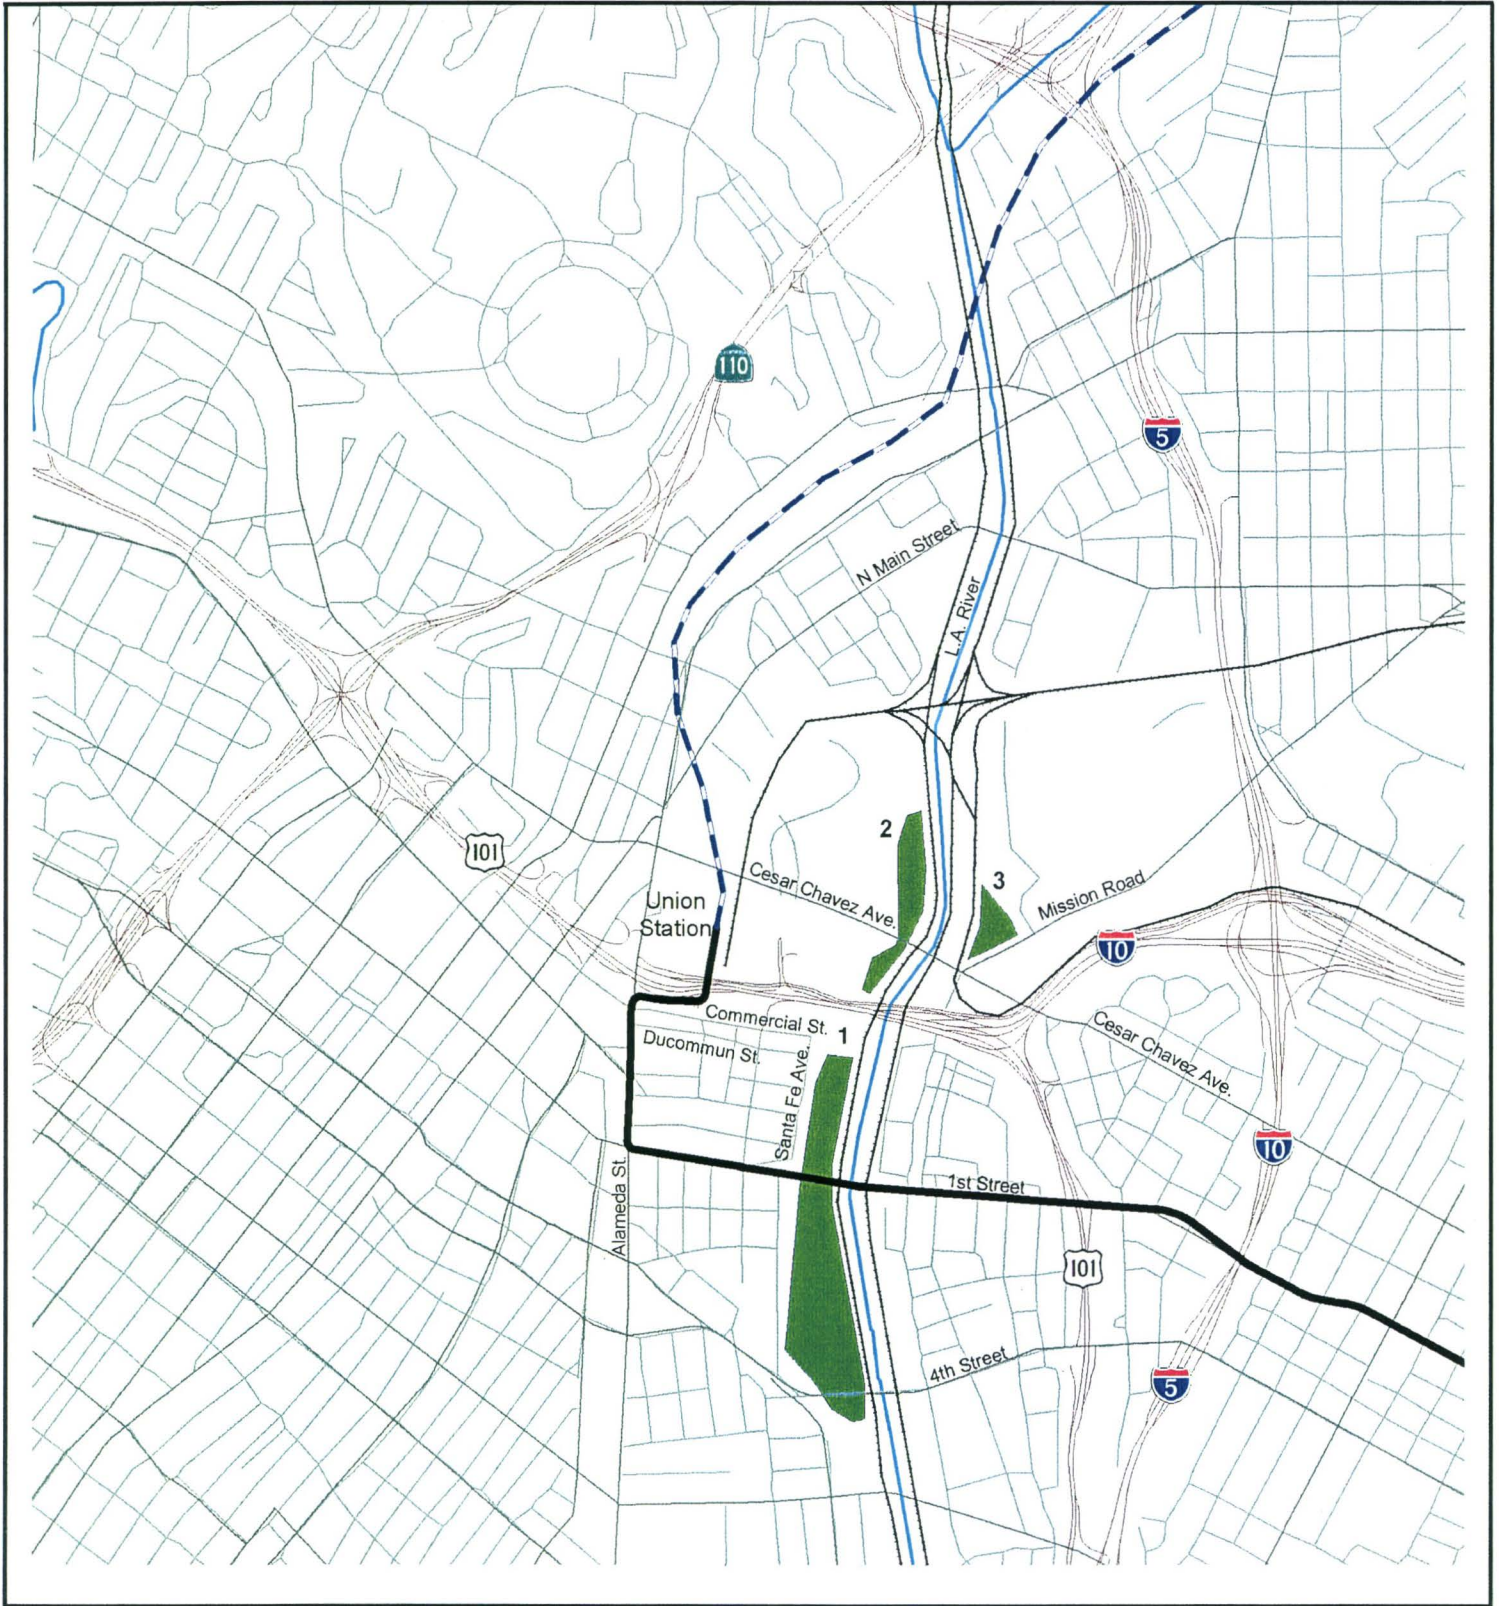 110
5
N Main Street
L.A. River
2
101
3
Cesar Chavez Ave.
Mission Road
Union
Station
10
Commercial St.
1
Ducommun St.
Cesar Chavez Ave.
Santa Fe Ave.
10
Alameda St.
1st Street
101
4th Street
5